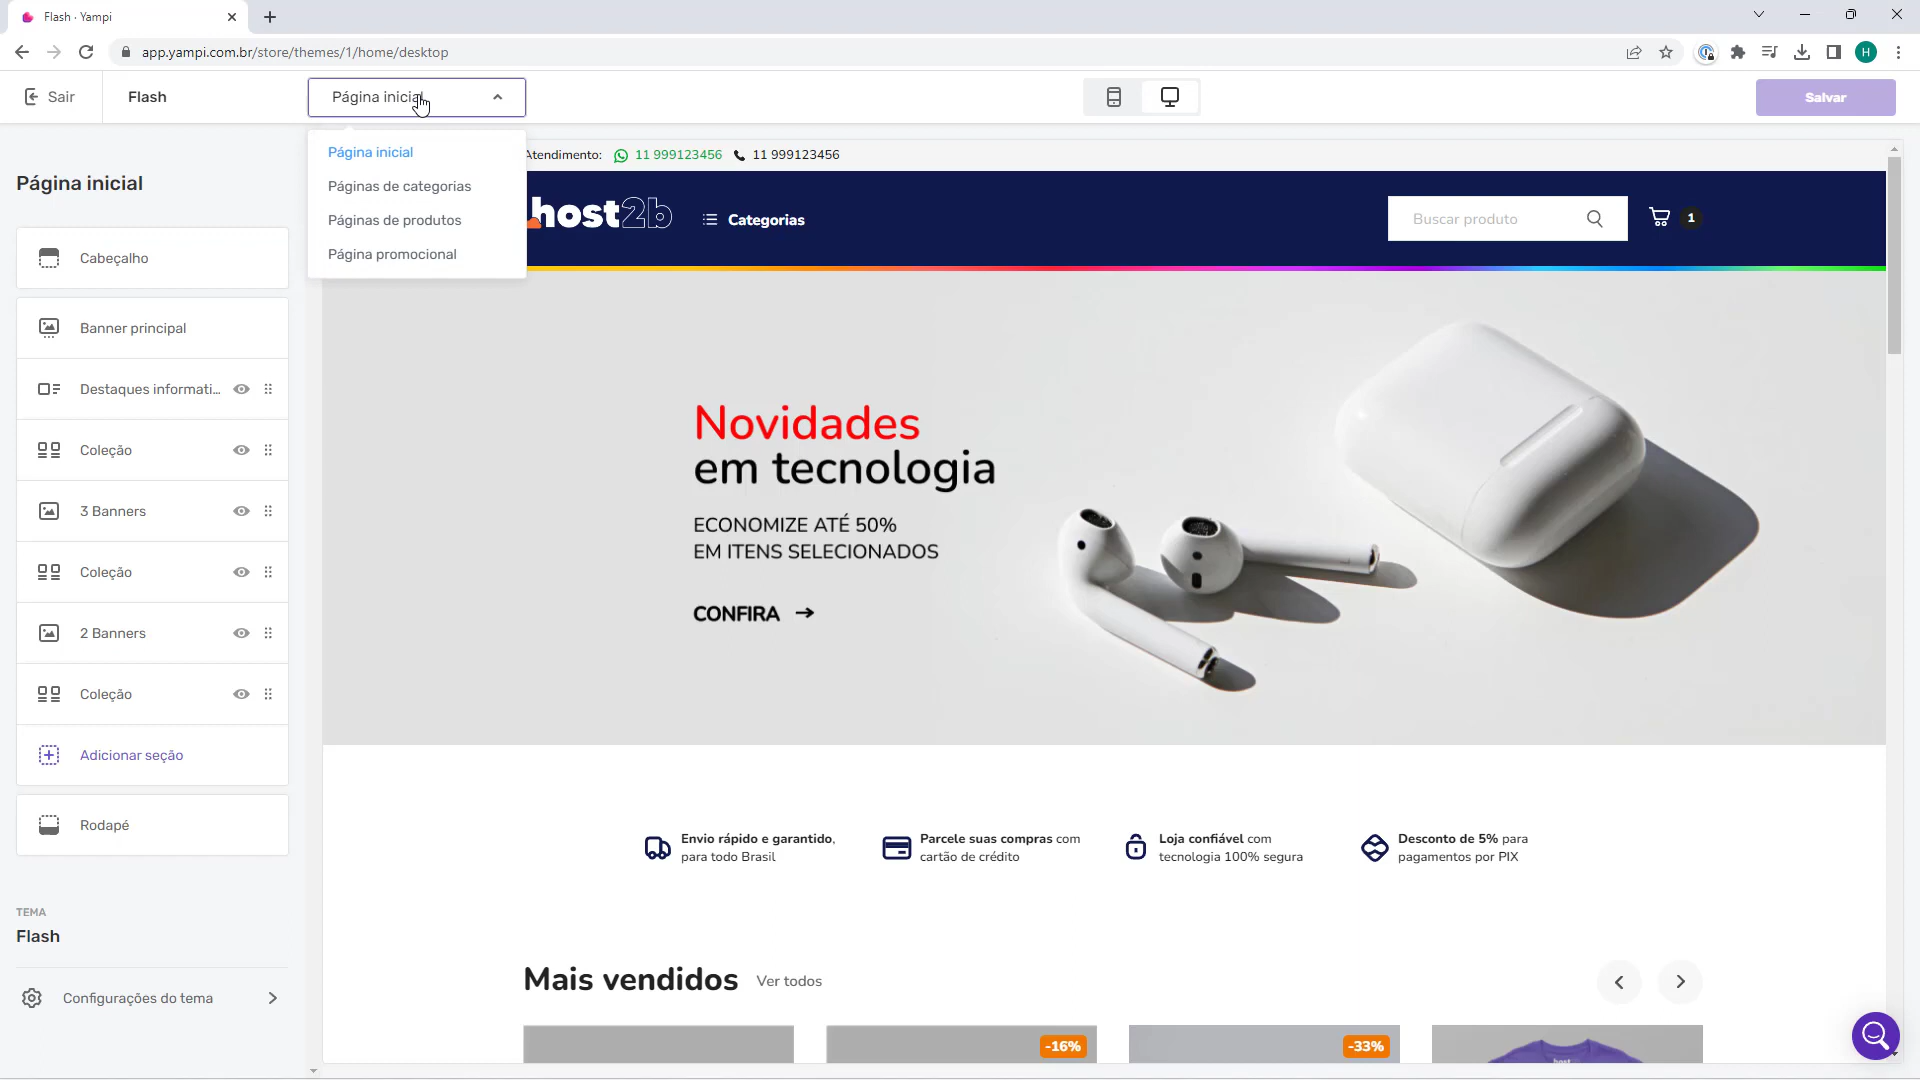 Flash · Yampi
app.yampi.com.br/store/themes/1/home/desktop
H
Sair
Flash
Página inicial
Salvar
Página inicial
Páginas de categorias
Páginas de produtos
Página promocional
Página inicial
Cabeçalho
Banner principal
Destaques informati...
Coleção
3 Banners
Coleção
2 Banners
Coleção
Adicionar seção
Rodapé
TEMA
Flash
Configurações do tema
Atendimento: 11 999123456 11 999123456
host2b
Categorias
Buscar produto
1
Novidades
em tecnologia
ECONOMIZE ATÉ 50%
EM ITENS SELECIONADOS
CONFIRA
Envio rápido e garantido,
para todo Brasil
Parcele suas compras com
cartão de crédito
Loja confiável com
tecnologia 100% segura
Desconto de 5% para
pagamentos por PIX
Mais vendidos Ver todos
-16%
-33%
host